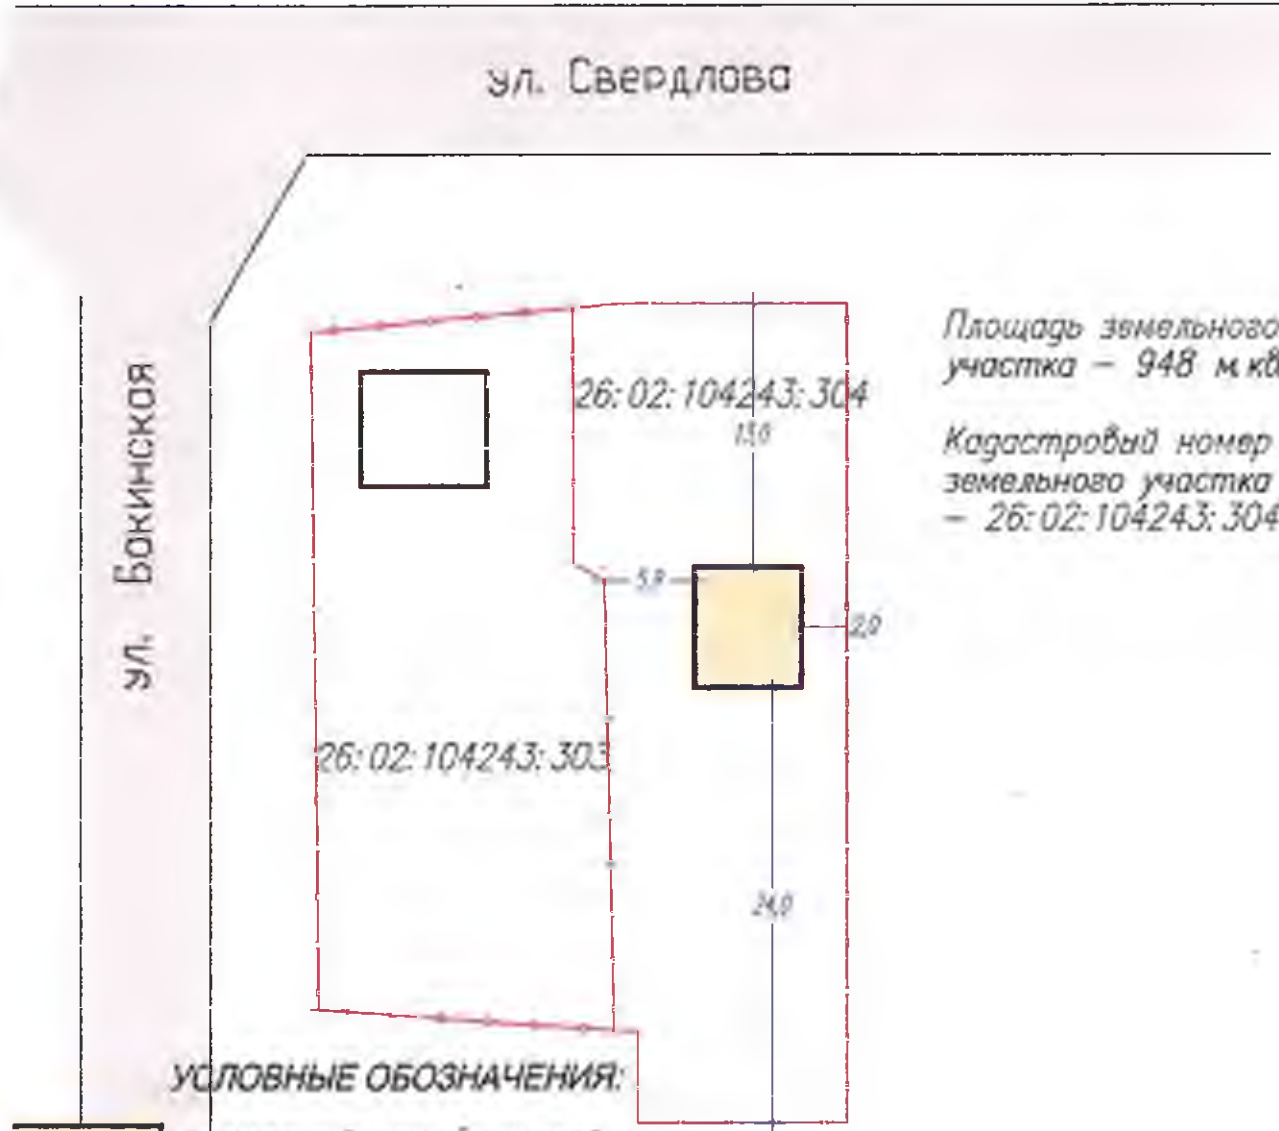 ул. Свердлова
ул. Бакинская
26:02:104243:304
13,0
5,9
2,0
26:02:104243:303
24,0
Площадь земельного
участка - 948 м.кв
Кадастровый номер
земельного участка
- 26:02:104243:304
УСЛОВНЫЕ ОБОЗНАЧЕНИЯ: